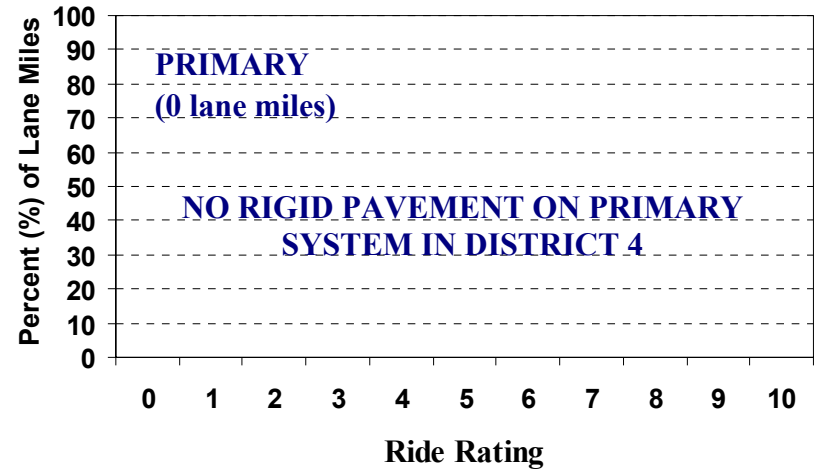 Percent (%) of Lane Miles
100
90
80
70
60
50
40
30
20
10
0
PRIMARY
(0 lane miles)
NO RIGID PAVEMENT ON PRIMARY
SYSTEM IN DISTRICT 4
0 1 2 3 4 5 6 7 8 9 10
Ride Rating